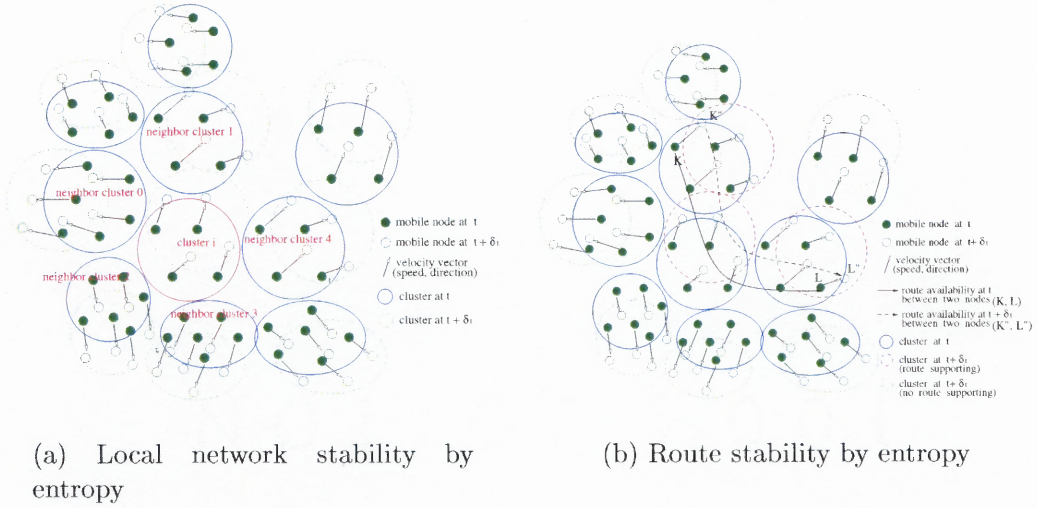 neighbor cluster 1
neighbor cluster 0
cluster i
neighbor cluster 4
neighbor cluster 2
neighbor cluster 3
mobile node at t
mobile node at t + δt
velocity vector
(speed, direction)
cluster at t
cluster at t + δt
(a) Local network stability by
entropy
K"
K
L"
L
mobile node at t
mobile node at t+ δt
velocity vector
(speed, direction)
route availability at t
between two nodes (K, L)
route availability at t + δt
between two nodes (K", L")
cluster at t
cluster at t+ δt
(route supporting)
cluster at t+ δt
(no route supporting)
(b) Route stability by entropy